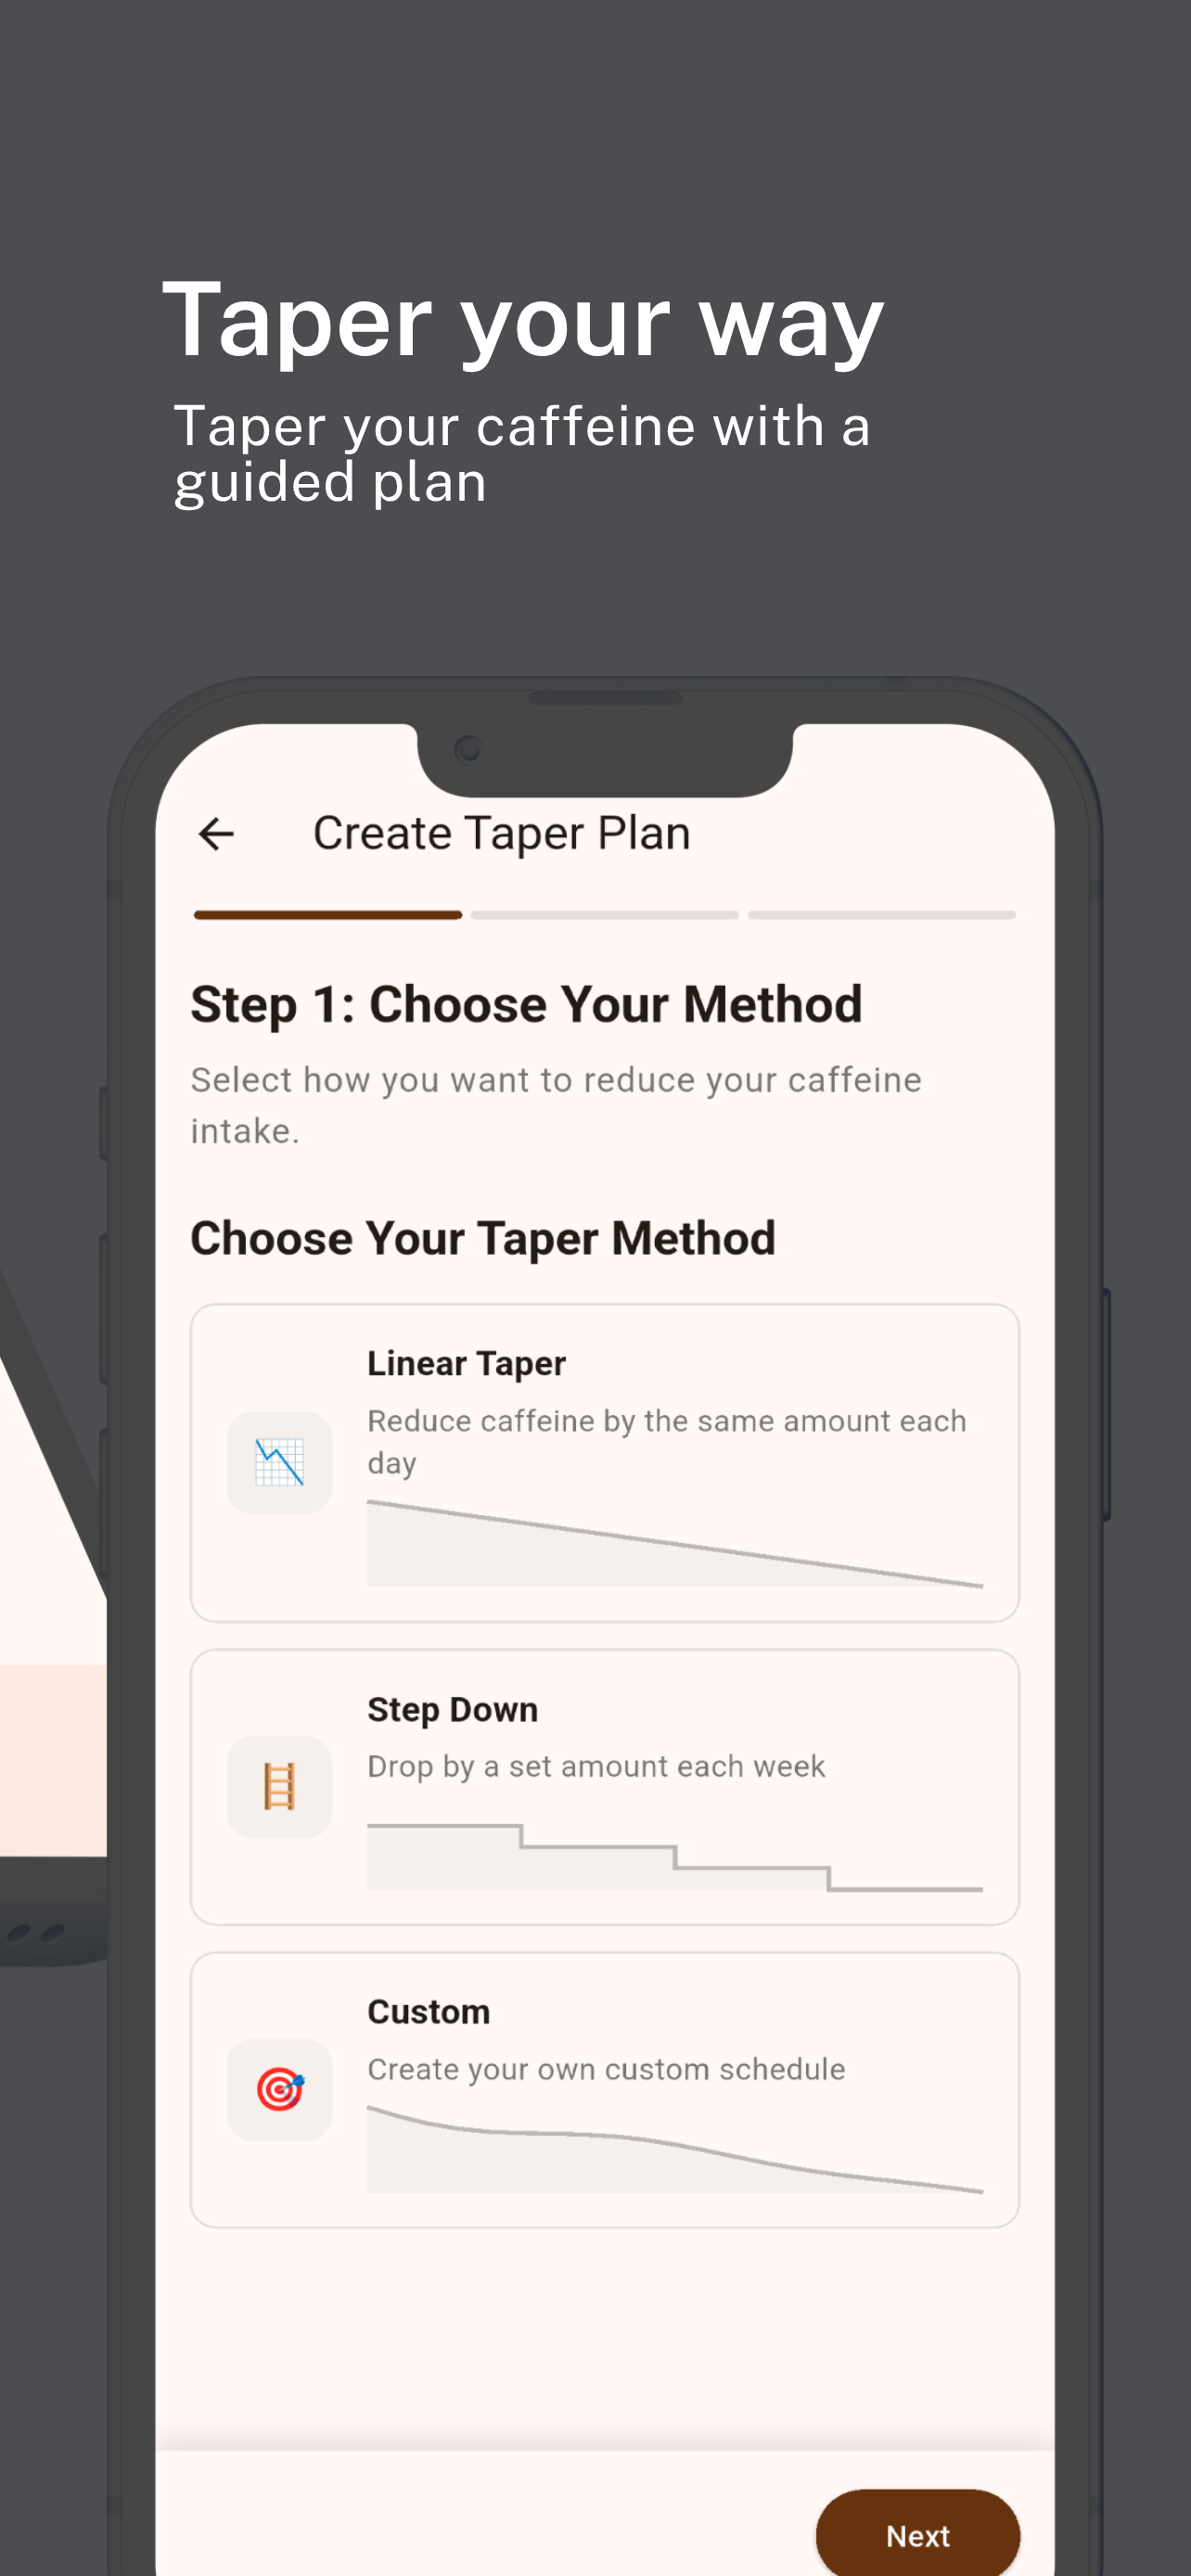 Taper your way
Taper your caffeine with a
guided plan
Create Taper Plan
Step 1: Choose Your Method
Select how you want to reduce your caffeine
intake.
Choose Your Taper Method
Linear Taper
Reduce caffeine by the same amount each
day
Step Down
Drop by a set amount each week
Custom
Create your own custom schedule
Next